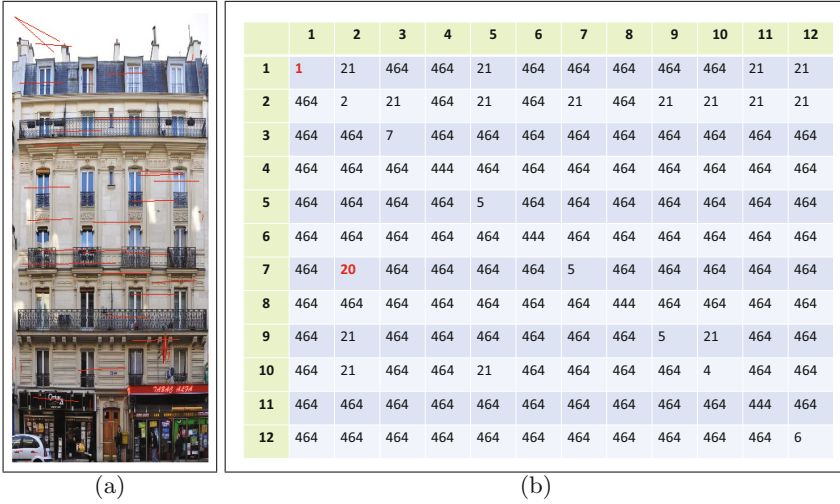 1 2 3 4 5 6 7 8 9 10 11 12
1 1 21 464 464 21 464 464 464 464 464 21 21
2 464 2 21 464 21 464 21 464 21 21 21 21
3 464 464 7 464 464 464 464 464 464 464 464 464
4 464 464 464 444 464 464 464 464 464 464 464 464
5 464 464 464 464 5 464 464 464 464 464 464 464
6 464 464 464 464 464 444 464 464 464 464 464 464
7 464 20 464 464 464 464 5 464 464 464 464 464
8 464 464 464 464 464 464 464 444 464 464 464 464
9 464 21 464 464 464 464 464 464 5 21 464 464
10 464 21 464 464 21 464 464 464 464 4 464 464
11 464 464 464 464 464 464 464 464 464 464 444 464
12 464 464 464 464 464 464 464 464 464 464 464 6
TABAC ALFA
(a) (b)